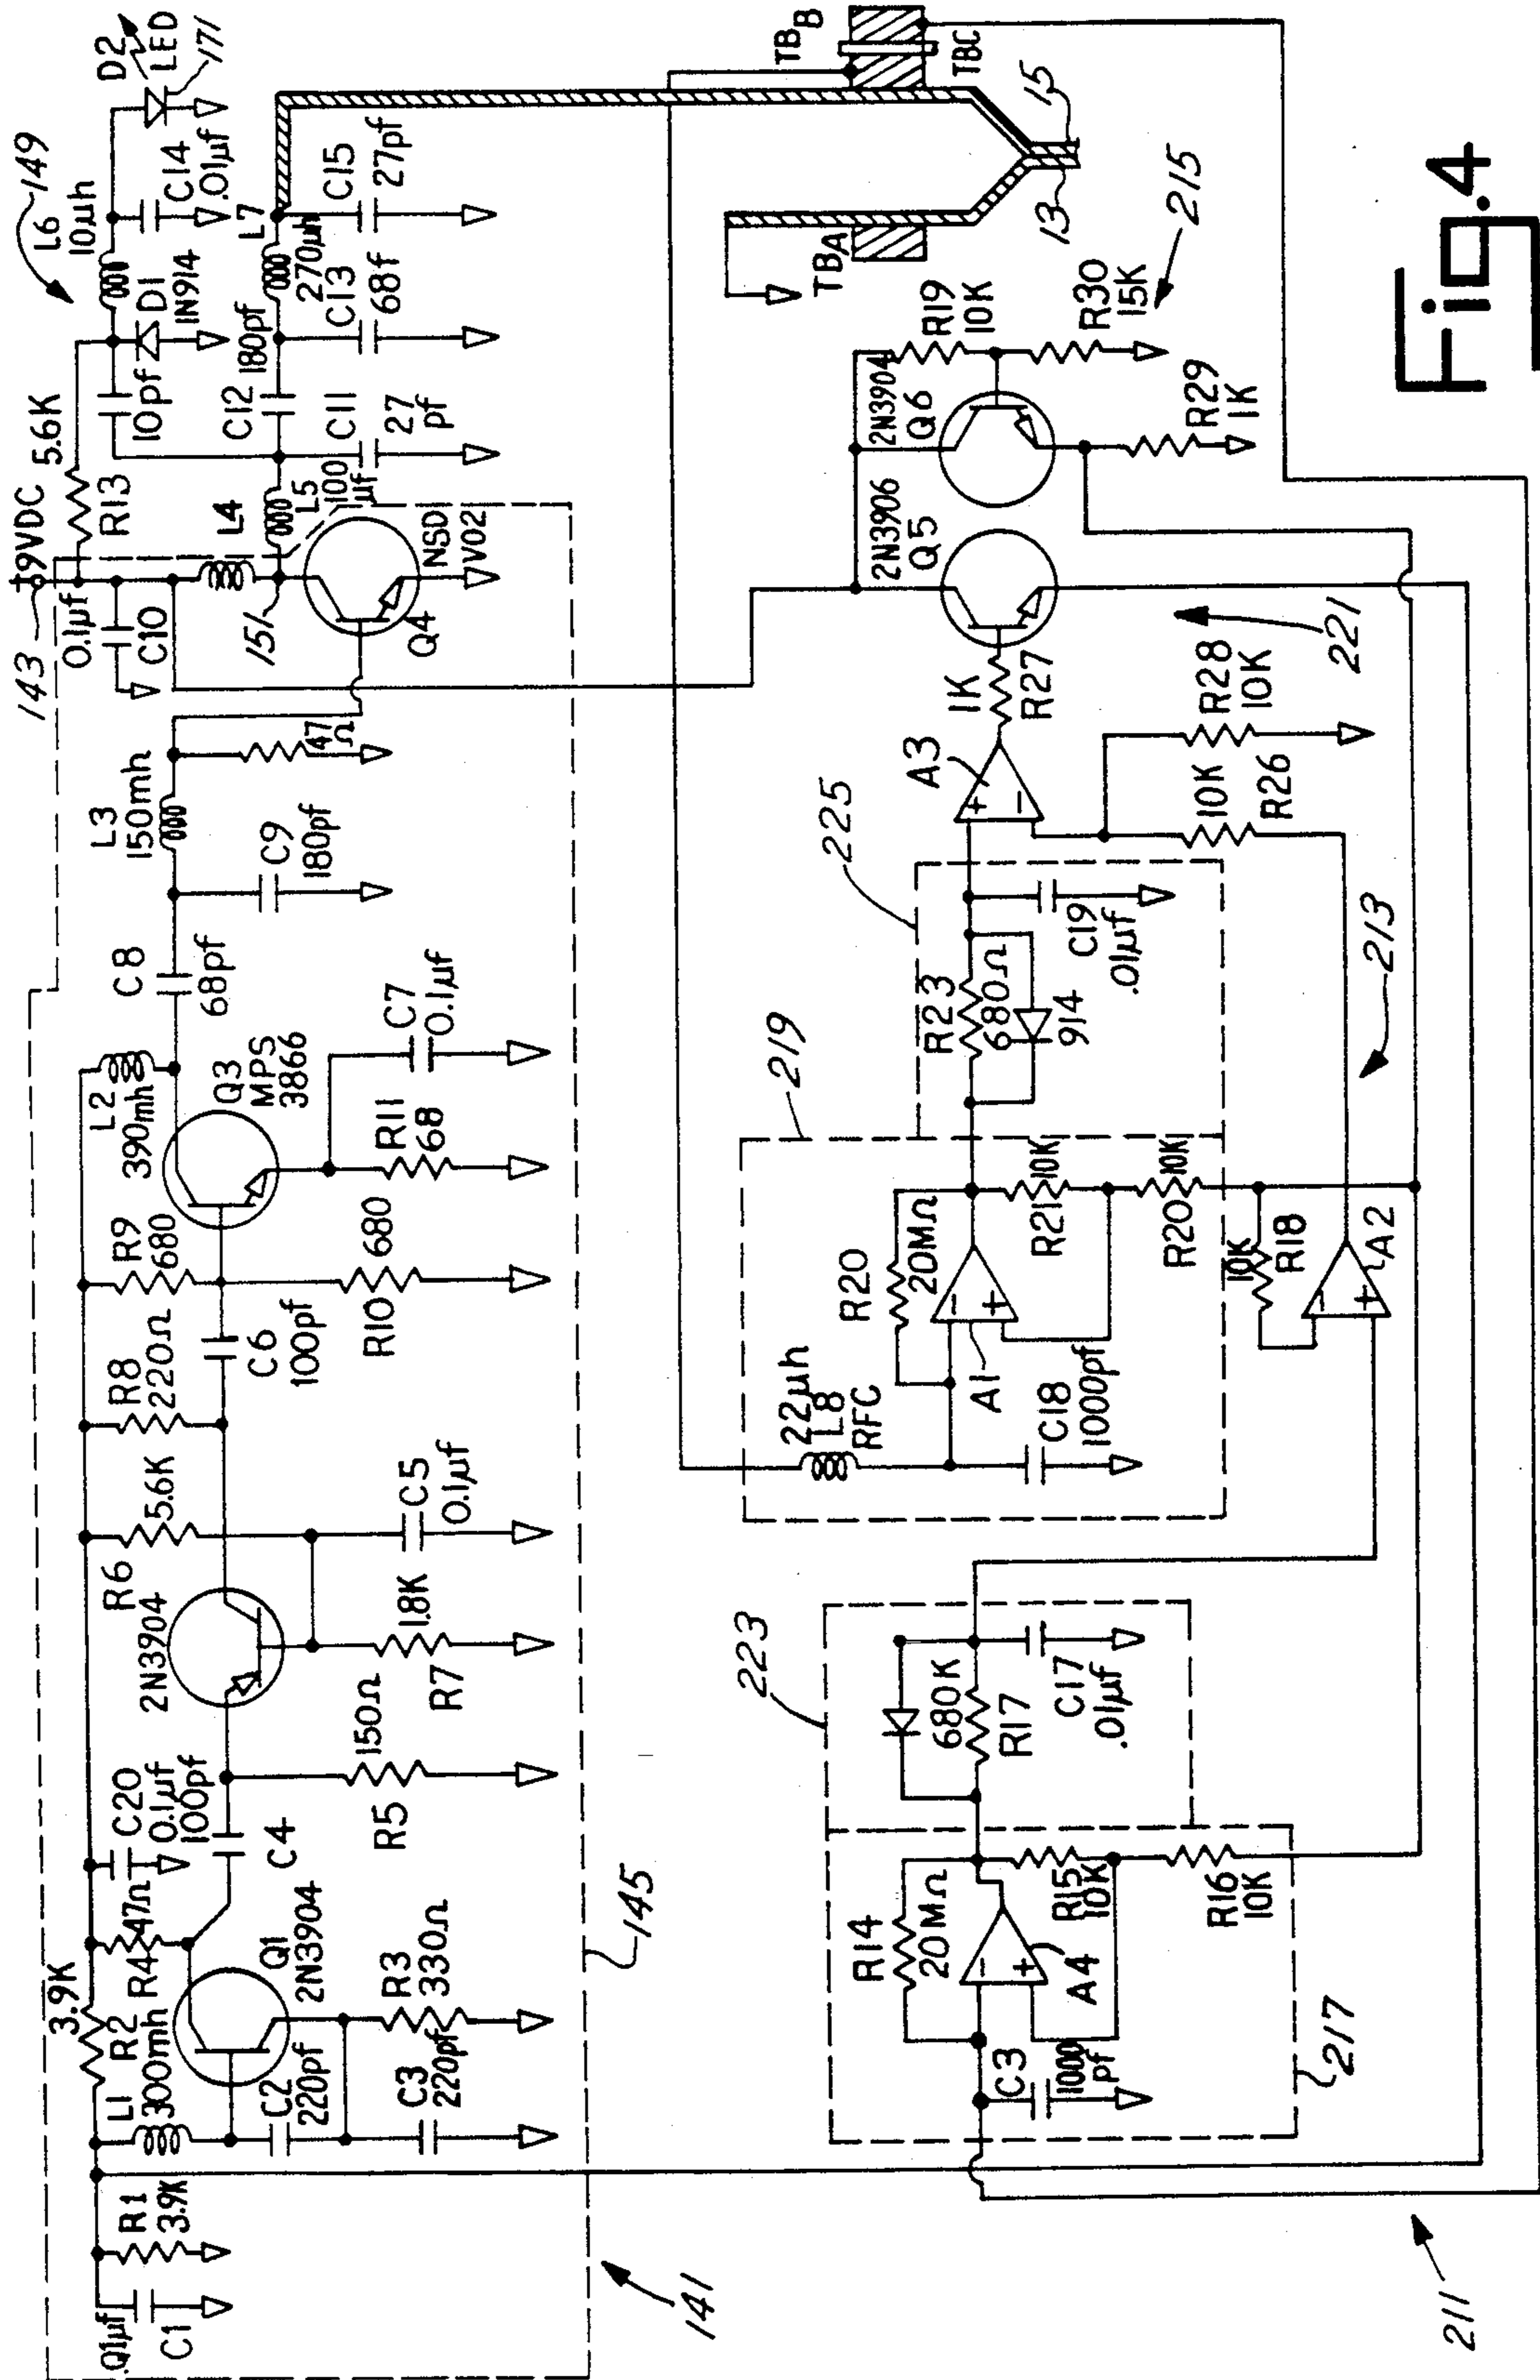 .01μf
C1
R1
3.9K
L1
300mh
R2
3.9K
C2
220pf
C3
220pf
R3
330Ω
Q1
2N3904
R4
47Ω
C20
0.1μf
100pf
C4
R5
150Ω
2N3904
R6
5.6K
R7
1.8K
C5
0.1μf
R8
220Ω
C6
100pf
R9
680
R10
680
L2
390mh
Q3
MPS
3866
R11
68
C7
0.1μf
C8
68pf
C9
180pf
L3
150mh
47
Ω
143
+9VDC
0.1μf
C10
R13
5.6K
L4
151
L5
100
μf
Q4
NSDI
V02
10pf
D1
1N914
L6
10μh
149
C14
.01μf
D2
LED
171
C12
180pf
C11
27
pf
L7
270μh
C13
68f
C15
27pf
141
145
TBA
TBB
TBC
13
15
215
2N3906
Q5
2N3904
Q6
R19
10K
R30
15K
R29
1K
221
1K
R27
A3
R28
10K
10K
R26
225
R23
680Ω
914
C19
.01μf
219
22μh
L8
RFC
R20
20MΩ
A1
C18
1000pf
R21
10K
R20
10K
10K
R18
A2
213
223
680K
R17
C17
.01μf
R14
20MΩ
A4
R15
10K
R16
10K
C3
1000
pf
217
211
Fig.4